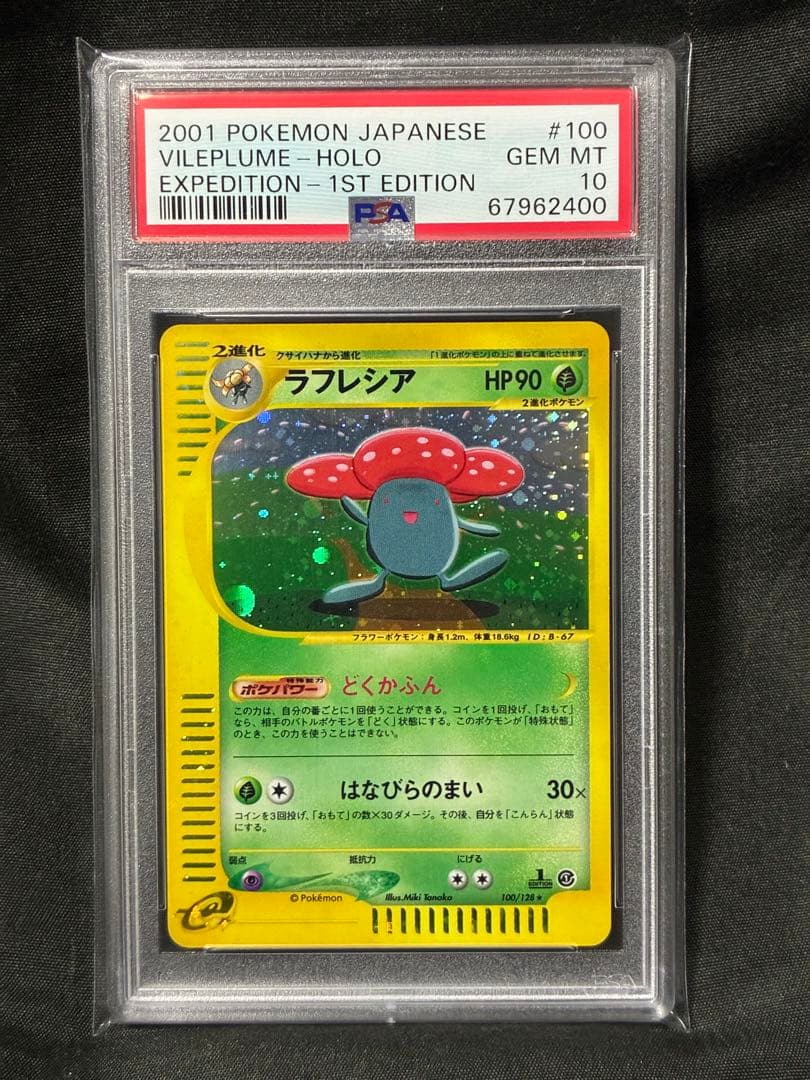 2001 POKEMON JAPANESE #100
VILEPLUME - HOLO GEM MT
EXPEDITION - 1ST EDITION 10
PSA 67962400
2進化 クサイハナから進化 「1進化ポケモン」の上に重ねて進化させます。
ラフレシア HP90
2進化ポケモン
フラワーポケモン：身長1.2m、体重18.6kg ID；B-67
特殊能力
ポケパワー どくかふん
この力は、自分の番ごとに1回使うことができる。コインを1回投げ、「おもて」
なら、相手のバトルポケモンを「どく」状態にする。このポケモンが「特殊状態」
のとき、この力を使うことはできない。
はなびらのまい 30×
コインを3回投げ、「おもて」の数×30ダメージ。その後、自分を「こんらん」状態
にする。
弱点 抵抗力 にげる
1 EDITION
© Pokémon Illus.Miki Tanaka 100/128 ★
e